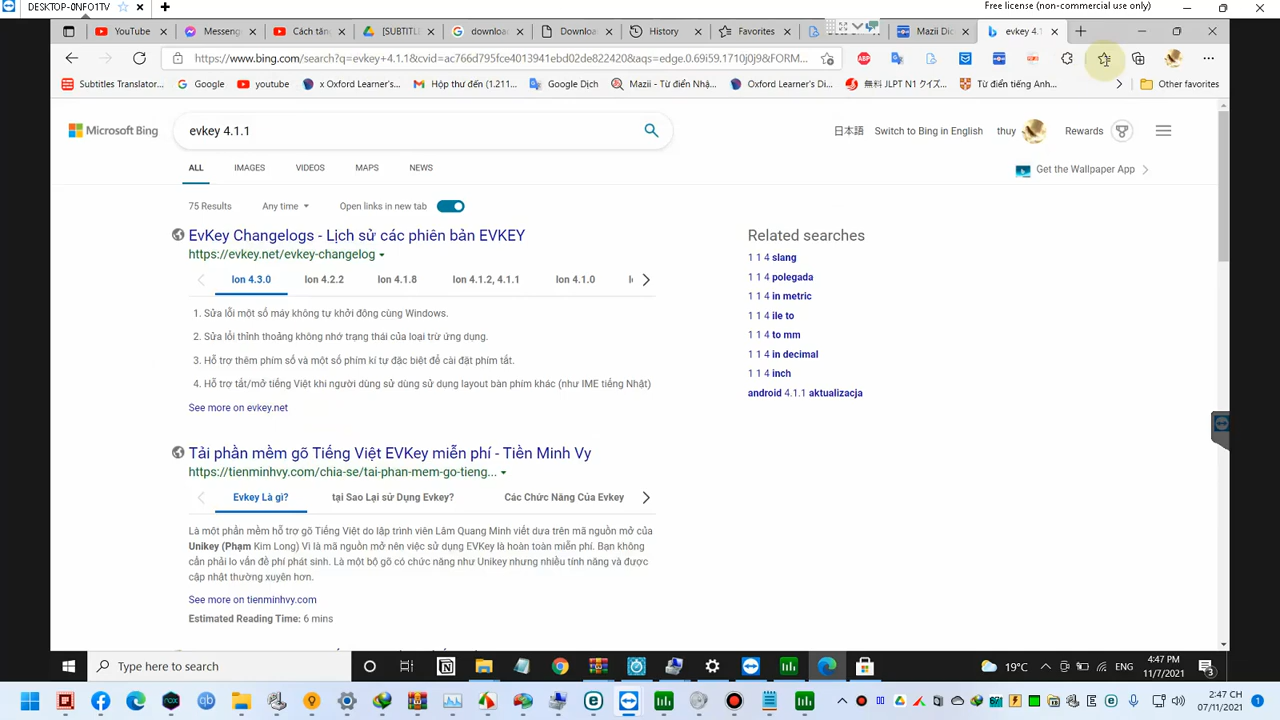 DESKTOP-0NFO1TV
Free license (non-commercial use only)
YouTube
Messeng
Cách tăng
[SUBTITLE
downloa
Downloa
History
Favorites
Mazii Dic
evkey 4.1
https://www.bing.com/search?q=evkey+4.1.1&cvid=ac766d795fce4013941ebd02de822420&aqs=edge.0.69i59.1710j0j9&FORM...
Subtitles Translator...
Google
youtube
x Oxford Learner's...
Hộp thư đến (1.211...
Google Dịch
Mazii - Từ điển Nhậ...
Oxford Learner's Di...
無料 JLPT N1 クイズ...
Từ điển tiếng Anh...
Other favorites
Microsoft Bing
evkey 4.1.1
日本語
Switch to Bing in English
thuy
Rewards
ALL
IMAGES
VIDEOS
MAPS
NEWS
Get the Wallpaper App
75 Results
Any time
Open links in new tab
EvKey Changelogs - Lịch sử các phiên bản EVKEY
https://evkey.net/evkey-changelog
Ion 4.3.0
Ion 4.2.2
Ion 4.1.8
Ion 4.1.2, 4.1.1
Ion 4.1.0
1. Sửa lỗi một số máy không tự khởi động cùng Windows.
2. Sửa lỗi thỉnh thoảng không nhớ trạng thái của loại trừ ứng dụng.
3. Hỗ trợ thêm phím số và một số phím kí tự đặc biệt để cài đặt phím tắt.
4. Hỗ trợ tắt/mở tiếng Việt khi người dùng sử dùng sử dụng layout bàn phím khác (như IME tiếng Nhật)
See more on evkey.net
Related searches
1 1 4 slang
1 1 4 polegada
1 1 4 in metric
1 1 4 ile to
1 1 4 to mm
1 1 4 in decimal
1 1 4 inch
android 4.1.1 aktualizacja
Tải phần mềm gõ Tiếng Việt EVKey miễn phí - Tiên Minh Vy
https://tienminhvy.com/chia-se/tai-phan-mem-go-tieng...
Evkey Là gì?
tại Sao Lại sử Dụng Evkey?
Các Chức Năng Của Evkey
Là một phần mềm hỗ trợ gõ Tiếng Việt do lập trình viên Lâm Quang Minh viết dựa trên mã nguồn mở của
Unikey (Phạm Kim Long) Vì là mã nguồn mở nên việc sử dụng EVKey là hoàn toàn miễn phí. Bạn không
cần phải lo vấn đề phí phát sinh. Là một bộ gõ có chức năng như Unikey nhưng nhiều tính năng và được
cập nhật thường xuyên hơn.
See more on tienminhvy.com
Estimated Reading Time: 6 mins
Type here to search
19°C
ENG
4:47 PM
11/7/2021
3
2:47 CH
07/11/2021
1